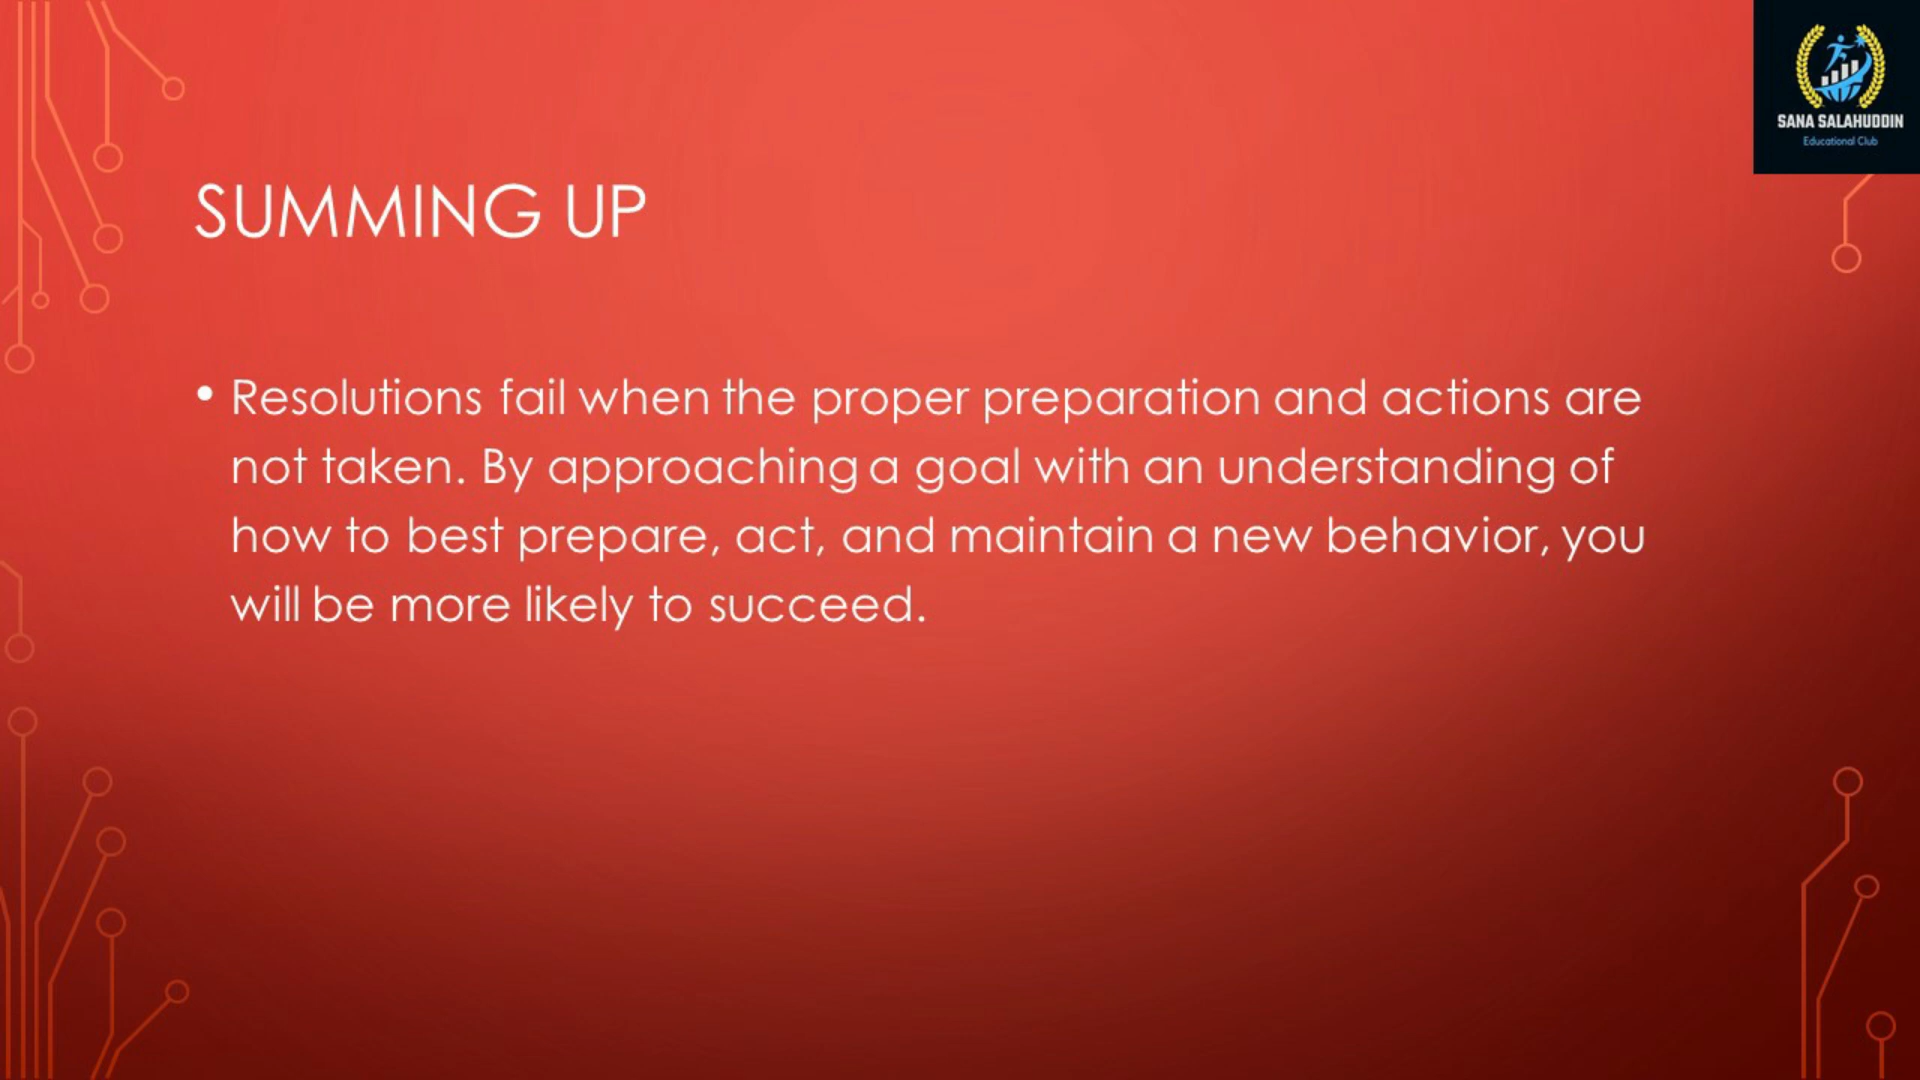 SANA SALAHUDDIN
Educational Club
SUMMING UP
• Resolutions fail when the proper preparation and actions are
not taken. By approaching a goal with an understanding of
how to best prepare, act, and maintain a new behavior, you
will be more likely to succeed.